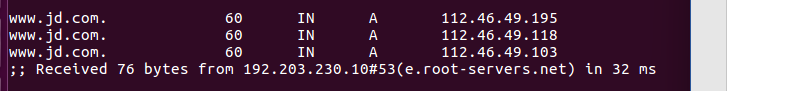 www.jd.com. 60 IN A 112.46.49.195
www.jd.com. 60 IN A 112.46.49.118
www.jd.com. 60 IN A 112.46.49.103
;; Received 76 bytes from 192.203.230.10#53(e.root-servers.net) in 32 ms